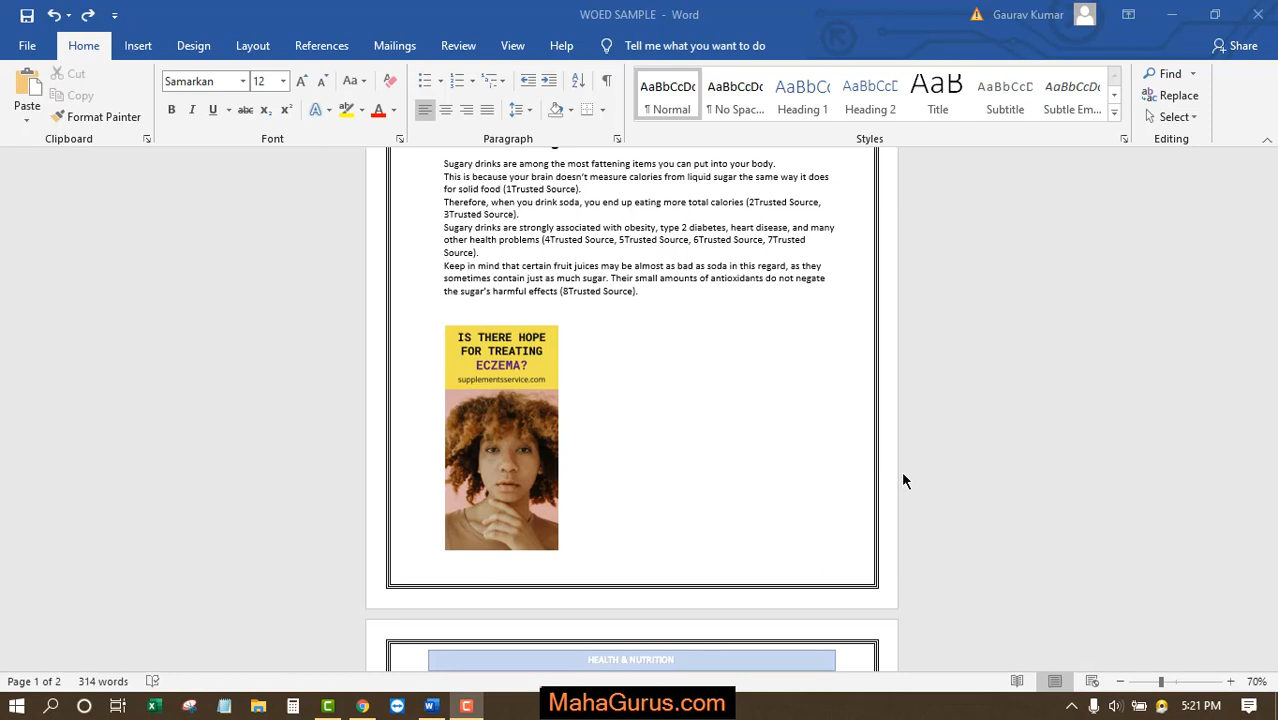 WOED SAMPLE - Word
Gaurav Kumar
File Home Insert Design Layout References Mailings Review View Help Tell me what you want to do Share
Paste
Cut
Copy
Format Painter
Clipboard
Samarkan 12
Font
Paragraph
AaBbCcDc AaBbCcDc AaBbCc AaBbCcC AaB AaBbCcC AaBbCcDc
¶ Normal ¶ No Spac... Heading 1 Heading 2 Title Subtitle Subtle Em...
Styles
Find
Replace
Select
Editing
Sugary drinks are among the most fattening items you can put into your body.
This is because your brain doesn't measure calories from liquid sugar the same way it does
for solid food (1Trusted Source).
Therefore, when you drink soda, you end up eating more total calories (2Trusted Source,
3Trusted Source).
Sugary drinks are strongly associated with obesity, type 2 diabetes, heart disease, and many
other health problems (4Trusted Source, 5Trusted Source, 6Trusted Source, 7Trusted
Source).
Keep in mind that certain fruit juices may be almost as bad as soda in this regard, as they
sometimes contain just as much sugar. Their small amounts of antioxidants do not negate
the sugar's harmful effects (8Trusted Source).
IS THERE HOPE
FOR TREATING
ECZEMA?
supplementsservice.com
HEALTH & NUTRITION
Page 1 of 2 314 words 70%
MahaGurus.com
5:21 PM